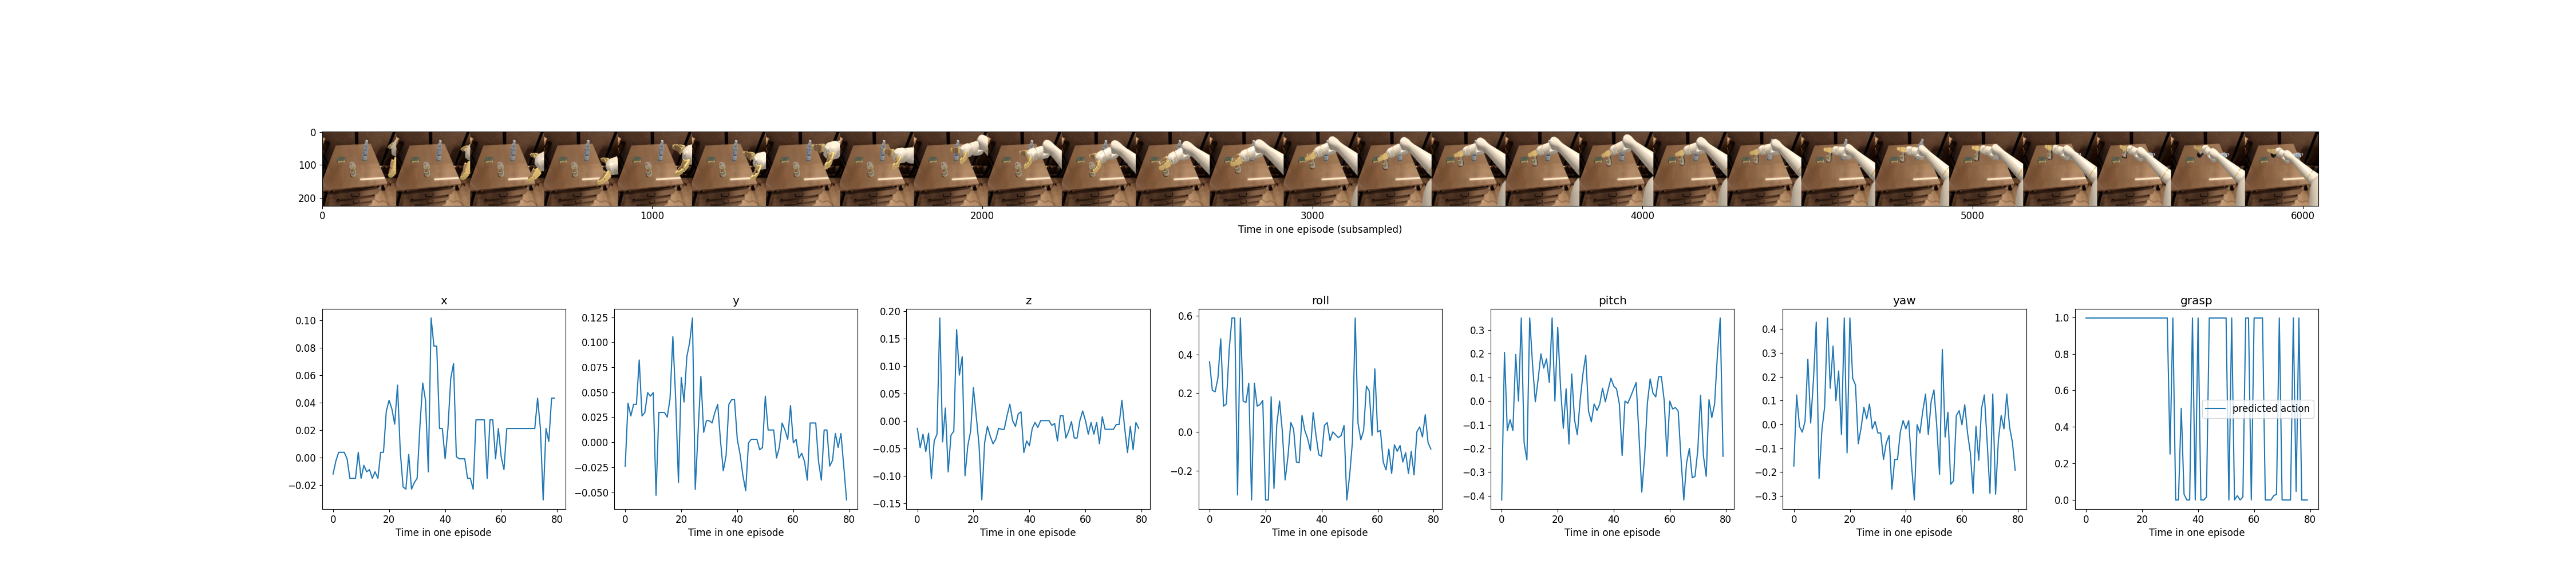 0
100
200
0 1000 2000 3000 4000 5000 6000
Time in one episode (subsampled)
x
0.10
0.08
0.06
0.04
0.02
0.00
−0.02
0 20 40 60 80
Time in one episode
y
0.125
0.100
0.075
0.050
0.025
0.000
−0.025
−0.050
0 20 40 60 80
Time in one episode
z
0.20
0.15
0.10
0.05
0.00
−0.05
−0.10
−0.15
0 20 40 60 80
Time in one episode
roll
0.6
0.4
0.2
0.0
−0.2
0 20 40 60 80
Time in one episode
pitch
0.3
0.2
0.1
0.0
−0.1
−0.2
−0.3
−0.4
0 20 40 60 80
Time in one episode
yaw
0.4
0.3
0.2
0.1
0.0
−0.1
−0.2
−0.3
0 20 40 60 80
Time in one episode
grasp
1.0
0.8
0.6
0.4
0.2
0.0
predicted action
0 20 40 60 80
Time in one episode